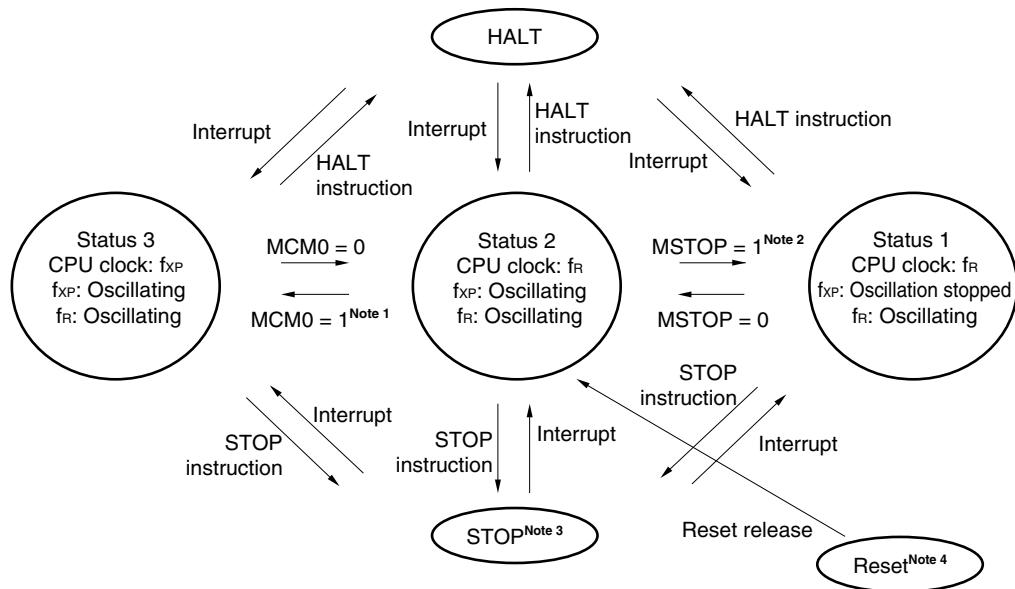 HALT
Interrupt
HALT
instruction
Interrupt
HALT
instruction
HALT instruction
Interrupt
Status 3
CPU clock: fXP
fXP: Oscillating
fR: Oscillating
MCM0 = 0
MCM0 = 1Note 1
Status 2
CPU clock: fR
fXP: Oscillating
fR: Oscillating
MSTOP = 1Note 2
MSTOP = 0
Status 1
CPU clock: fR
fXP: Oscillation stopped
fR: Oscillating
STOP
instruction
Interrupt
STOP
instruction
Interrupt
STOP
instruction
Interrupt
STOPNote 3
Reset release
ResetNote 4